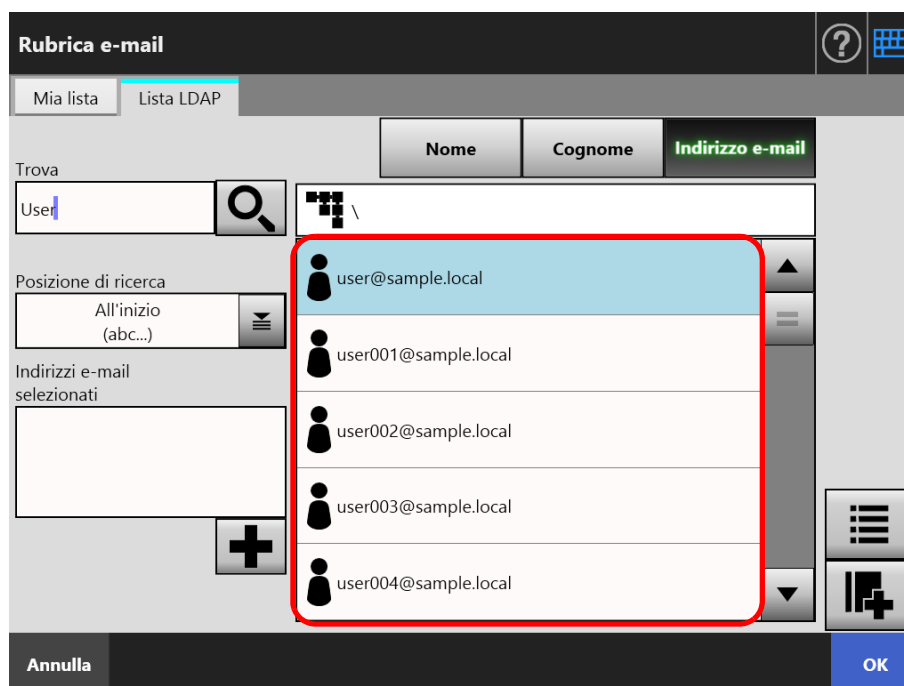 Rubrica e-mail
?
Mia lista
Lista LDAP
Nome
Cognome
Indirizzo e-mail
Trova
User
\
Posizione di ricerca
All'inizio
(abc...)
Indirizzi e-mail
selezionati
user@sample.local
user001@sample.local
user002@sample.local
user003@sample.local
user004@sample.local
Annulla
OK